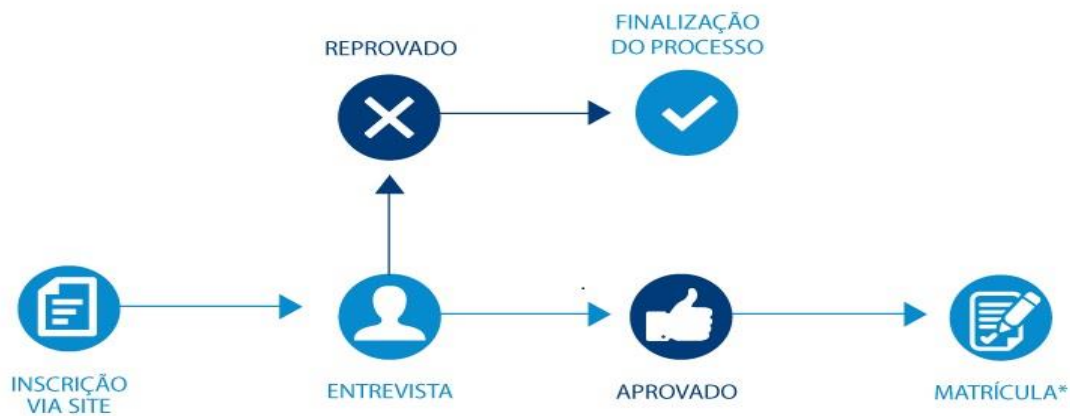 FINALIZAÇÃO
DO PROCESSO
REPROVADO
INSCRIÇÃO
VIA SITE
ENTREVISTA
APROVADO
MATRÍCULA*